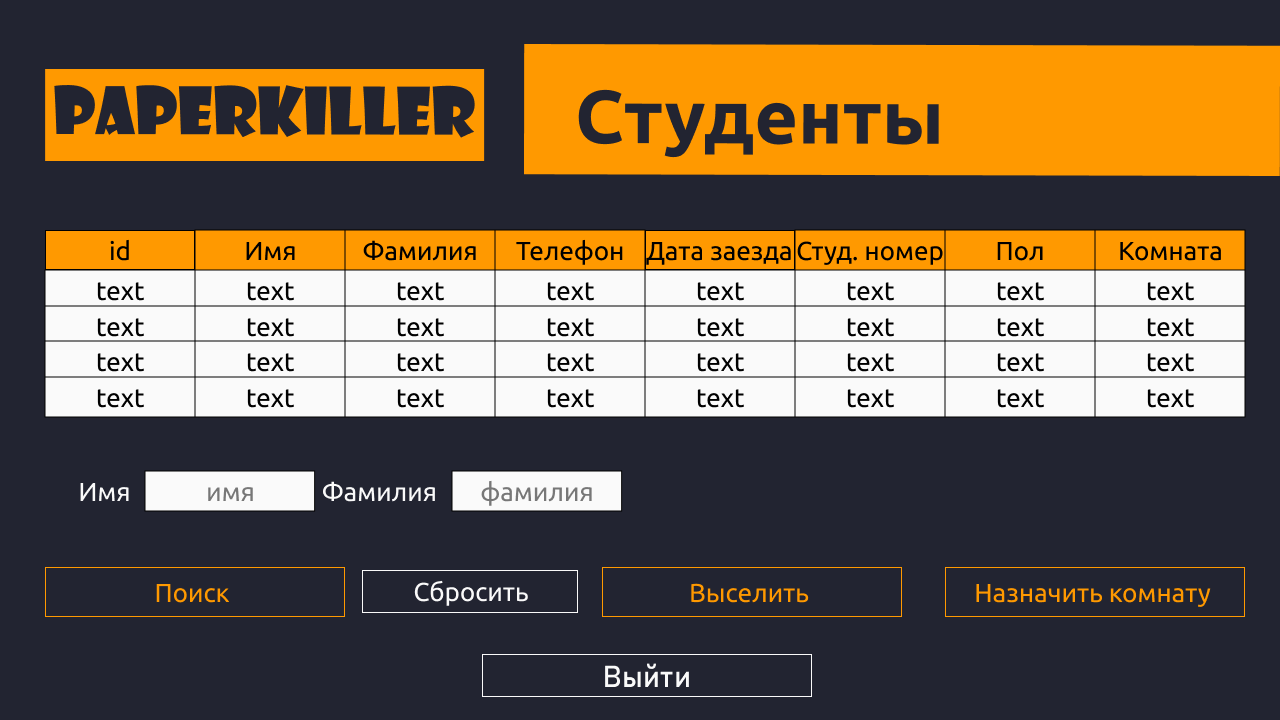 PAPERKILLER
Студенты
id Имя Фамилия Телефон Дата заезда Студ. номер Пол Комната
text text text text text text text text
text text text text text text text text
text text text text text text text text
text text text text text text text text
Имя имя Фамилия фамилия
Поиск Сбросить Выселить Назначить комнату
Выйти